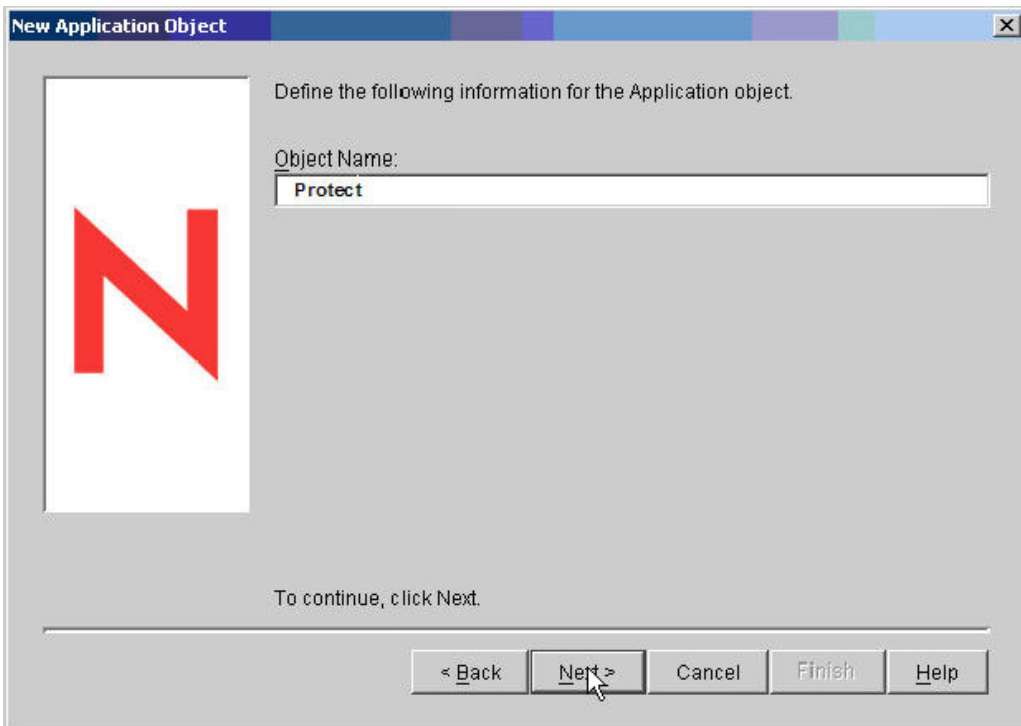 New Application Object
Define the following information for the Application object.
Object Name:
Protect
To continue, click Next.
< Back Next > Cancel Finish Help